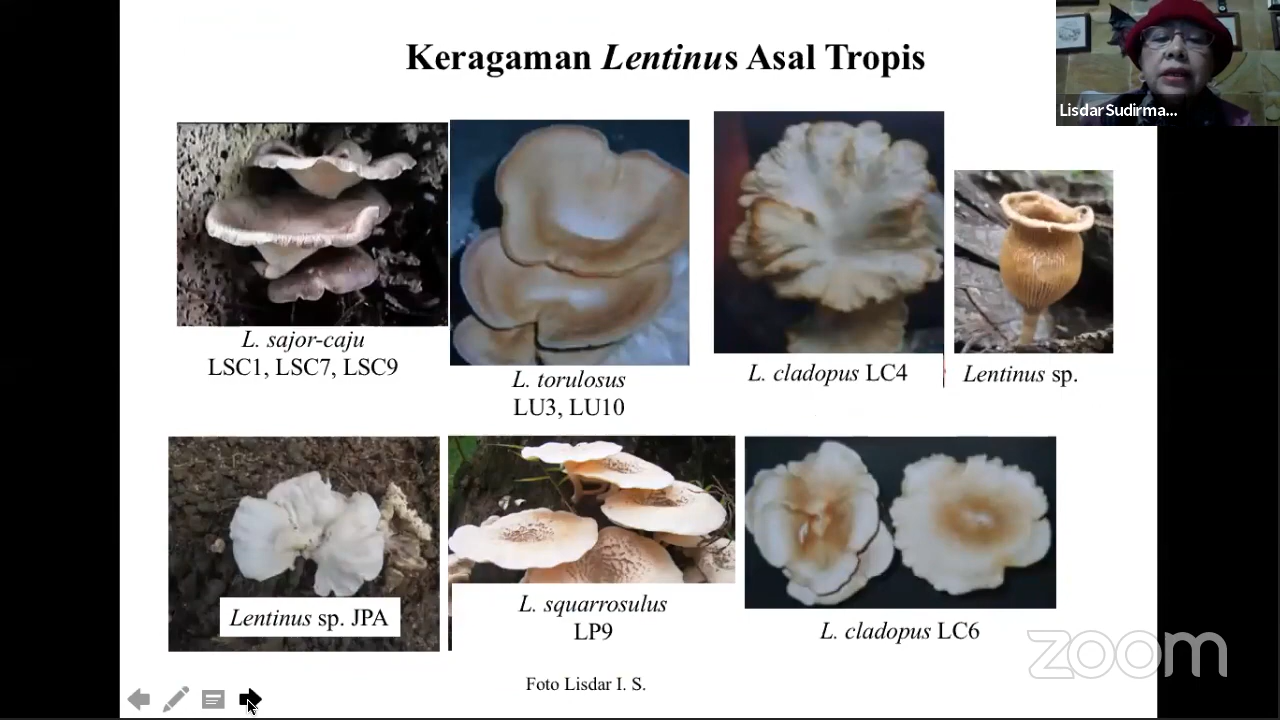 Keragaman Lentinus Asal Tropis
Lisdar Sudirma...
L. sajor-caju
LSC1, LSC7, LSC9
L. torulosus
LU3, LU10
L. cladopus LC4
Lentinus sp.
Lentinus sp. JPA
L. squarrosulus
LP9
L. cladopus LC6
Foto Lisdar I. S.
zoom